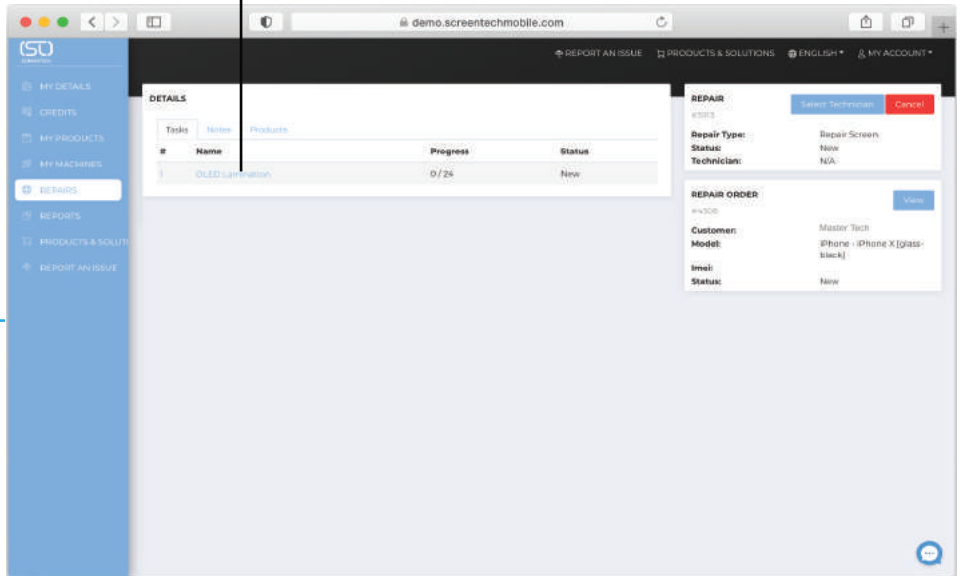 demo.screentechmobile.com
(ST)
REPORT AN ISSUE PRODUCTS & SOLUTIONS ENGLISH MY ACCOUNT
MY DETAILS
CREDITS
MY PRODUCTS
MY MACHINES
REPAIRS
REPORTS
PRODUCTS & SOLUTI
REPORT AN ISSUE
DETAILS
Tasks Notes Products
# Name Progress Status
1 OLED Lamination 0 / 24 New
REPAIR
Select Technician Cancel
Repair Type: Repair Screen
Status: New
Technician: N/A
REPAIR ORDER
View
#4308
Customer: Master Tech
Model: iPhone - iPhone X [glass-
black]
Imei:
Status: New